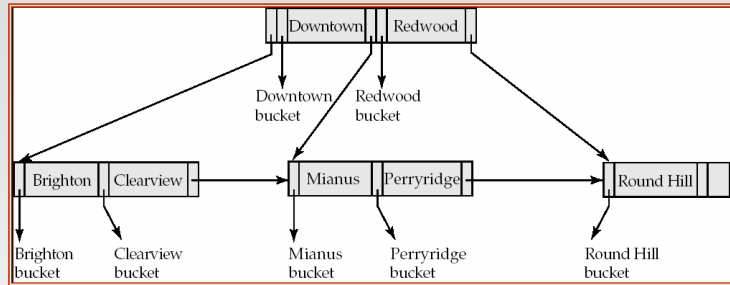 Downtown Redwood
Downtown
bucket
Redwood
bucket
Brighton Clearview
Mianus Perryridge
Round Hill
Brighton
bucket
Clearview
bucket
Mianus
bucket
Perryridge
bucket
Round Hill
bucket